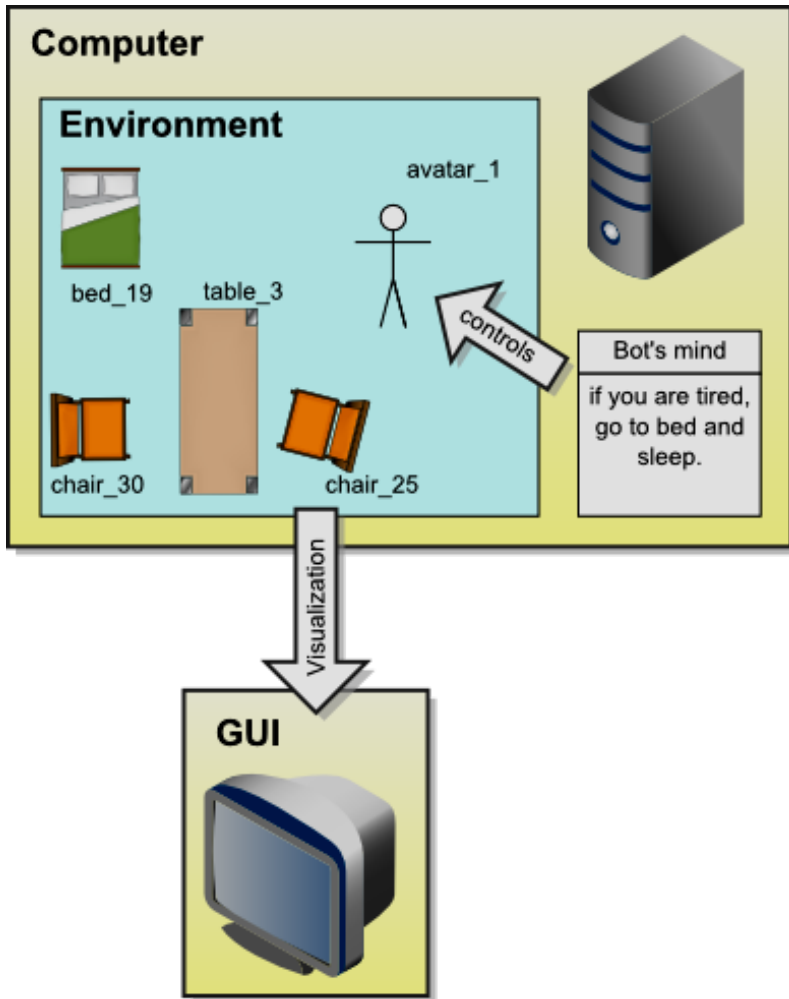 Computer
Environment
avatar_1
bed_19
table_3
controls
Bot's mind
if you are tired,
go to bed and
sleep.
chair_30
chair_25
Visualization
GUI